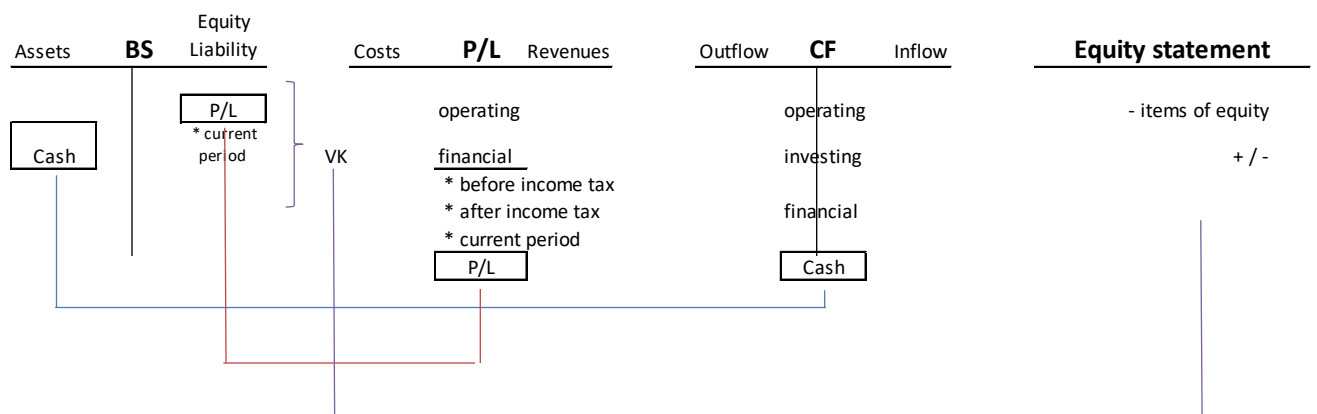 Equity
Assets BS Liability Costs P/L Revenues Outflow CF Inflow Equity statement
P/L operating operating - items of equity
* current
Cash period VK financial investing + / -
* before income tax
* after income tax financial
* current period
P/L Cash